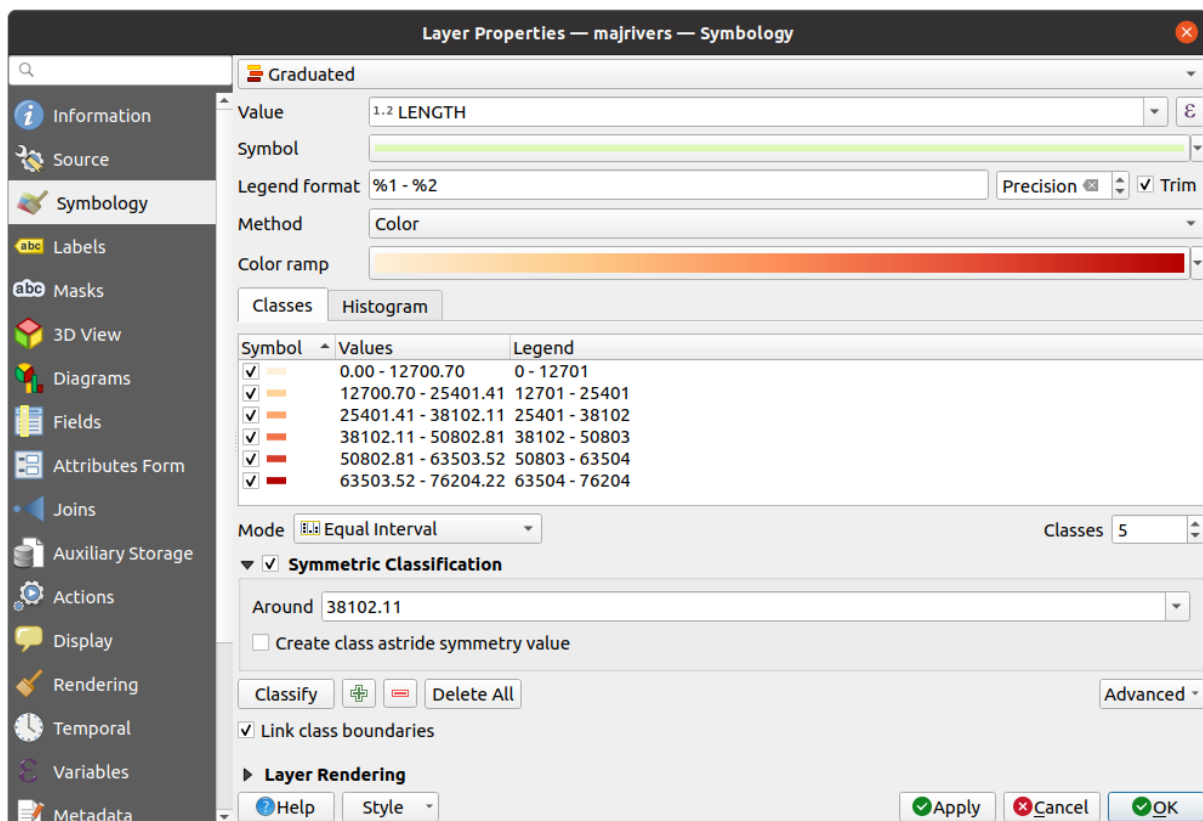 Layer Properties — majrivers — Symbology
Information
Source
Symbology
Labels
Masks
3D View
Diagrams
Fields
Attributes Form
Joins
Auxiliary Storage
Actions
Display
Rendering
Temporal
Variables
Metadata
Graduated
Value 1.2 LENGTH ε
Symbol
Legend format %1 - %2 Precision Trim
Method Color
Color ramp
Classes Histogram
Symbol Values Legend
0.00 - 12700.70 0 - 12701
12700.70 - 25401.41 12701 - 25401
25401.41 - 38102.11 25401 - 38102
38102.11 - 50802.81 38102 - 50803
50802.81 - 63503.52 50803 - 63504
63503.52 - 76204.22 63504 - 76204
Mode Equal Interval Classes 5
Symmetric Classification
Around 38102.11
Create class astride symmetry value
Classify Delete All Advanced
Link class boundaries
Layer Rendering
Help Style Apply Cancel OK